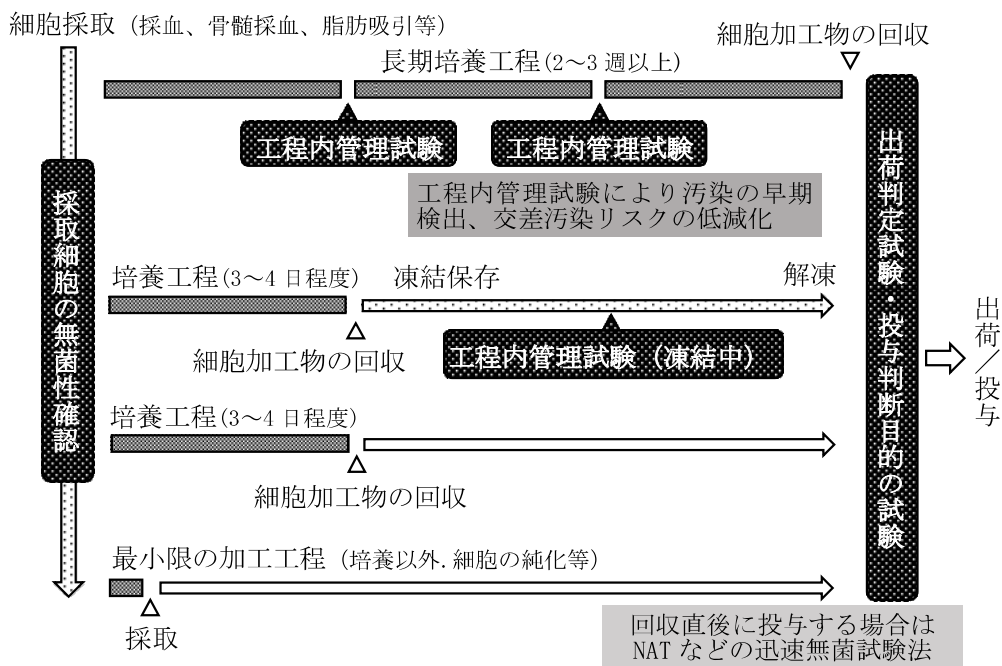 細胞採取（採血、骨髄採血、脂肪吸引等）
細胞加工物の回収
長期培養工程(2～3 週以上)
工程内管理試験
工程内管理試験
工程内管理試験により汚染の早期
検出、交差汚染リスクの低減化
採取細胞の無菌性確認
培養工程(3～4 日程度)
凍結保存
解凍
細胞加工物の回収
工程内管理試験（凍結中）
培養工程(3～4 日程度)
細胞加工物の回収
最小限の加工工程（培養以外.細胞の純化等）
採取
出荷判定試験・投与判断目的の試験
出荷／投与
回収直後に投与する場合は
NAT などの迅速無菌試験法